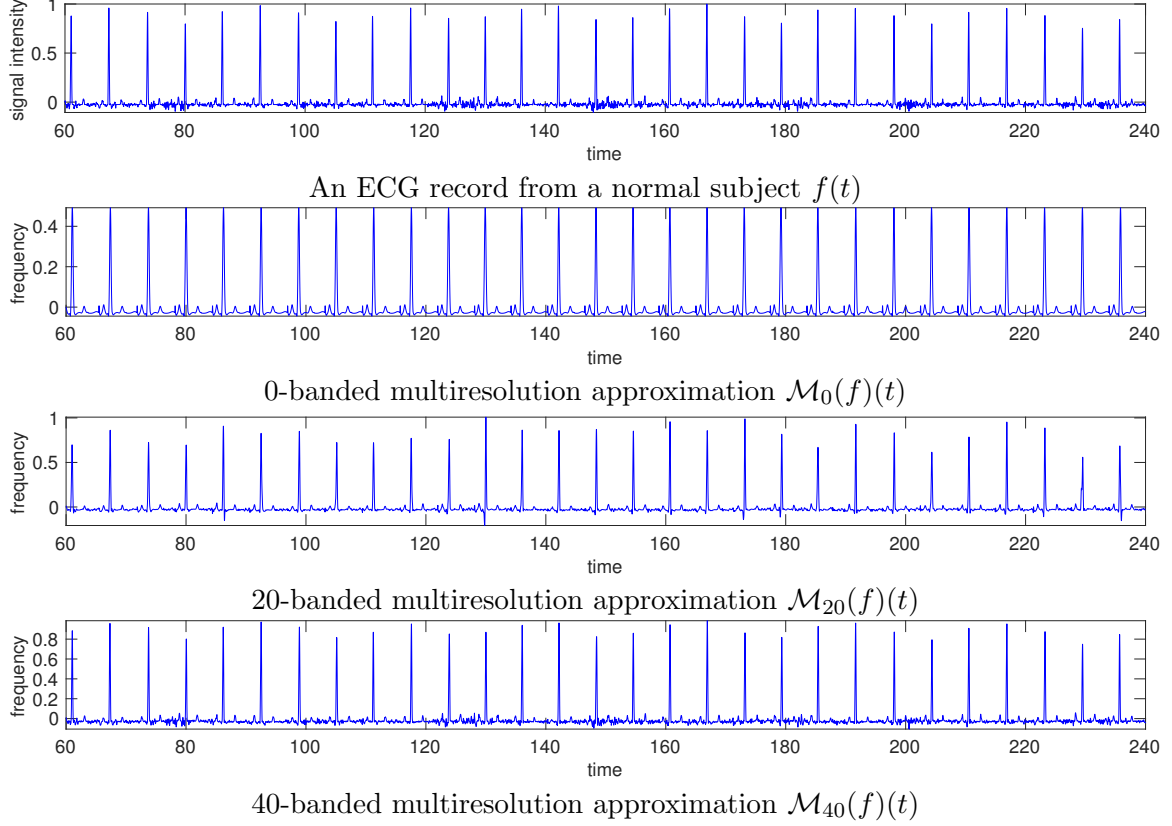 1
0.5
0
signal intensity
60 80 100 120 140 160 180 200 220 240
time
An ECG record from a normal subject f(t)
0.4
0.2
0
frequency
60 80 100 120 140 160 180 200 220 240
time
0-banded multiresolution approximation ℳ₀(f)(t)
1
0.5
0
frequency
60 80 100 120 140 160 180 200 220 240
time
20-banded multiresolution approximation ℳ₂₀(f)(t)
0.8
0.6
0.4
0.2
0
frequency
60 80 100 120 140 160 180 200 220 240
time
40-banded multiresolution approximation ℳ₄₀(f)(t)